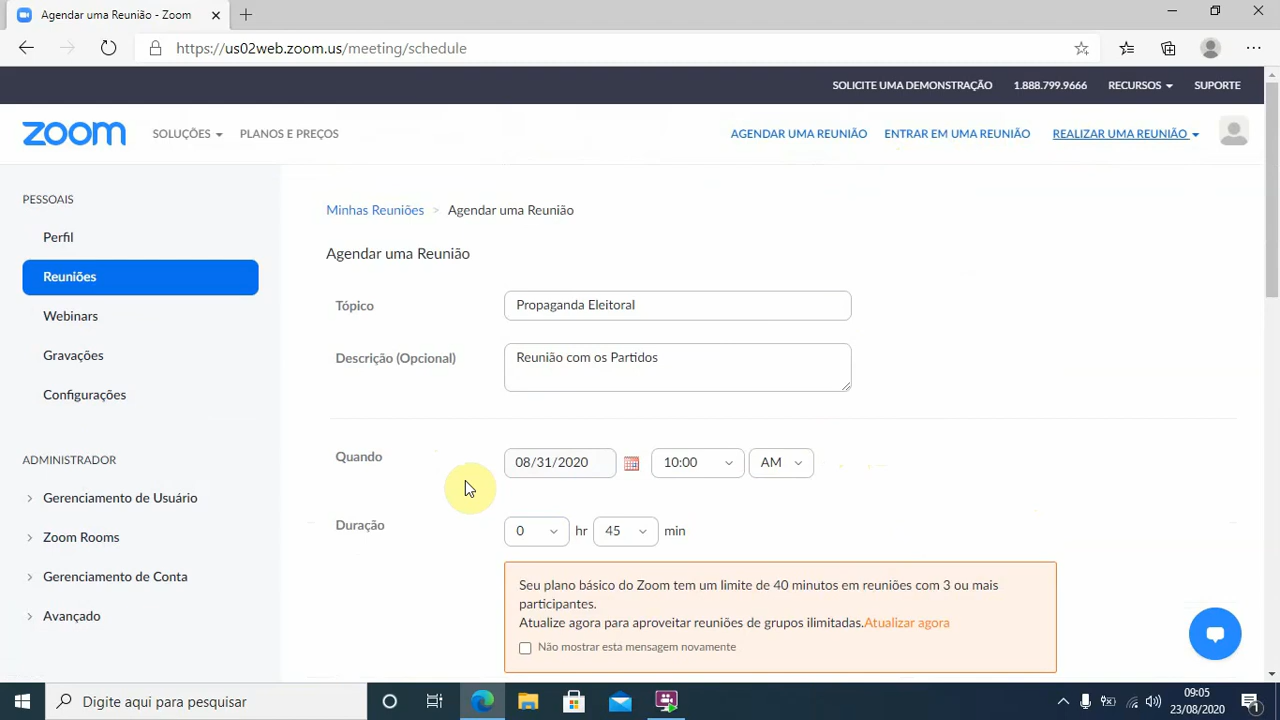 Agendar uma Reunião - Zoom
https://us02web.zoom.us/meeting/schedule
SOLICITE UMA DEMONSTRAÇÃO 1.888.799.9666 RECURSOS SUPORTE
zoom SOLUÇÕES PLANOS E PREÇOS AGENDAR UMA REUNIÃO ENTRAR EM UMA REUNIÃO REALIZAR UMA REUNIÃO
PESSOAIS
Perfil
Reuniões
Webinars
Gravações
Configurações
ADMINISTRADOR
Gerenciamento de Usuário
Zoom Rooms
Gerenciamento de Conta
Avançado
Minhas Reuniões > Agendar uma Reunião
Agendar uma Reunião
Tópico Propaganda Eleitoral
Descrição (Opcional) Reunião com os Partidos
Quando 08/31/2020 10:00 AM
Duração 0 hr 45 min
Seu plano básico do Zoom tem um limite de 40 minutos em reuniões com 3 ou mais
participantes.
Atualize agora para aproveitar reuniões de grupos ilimitadas.Atualizar agora
Não mostrar esta mensagem novamente
Digite aqui para pesquisar
09:05
23/08/2020
1